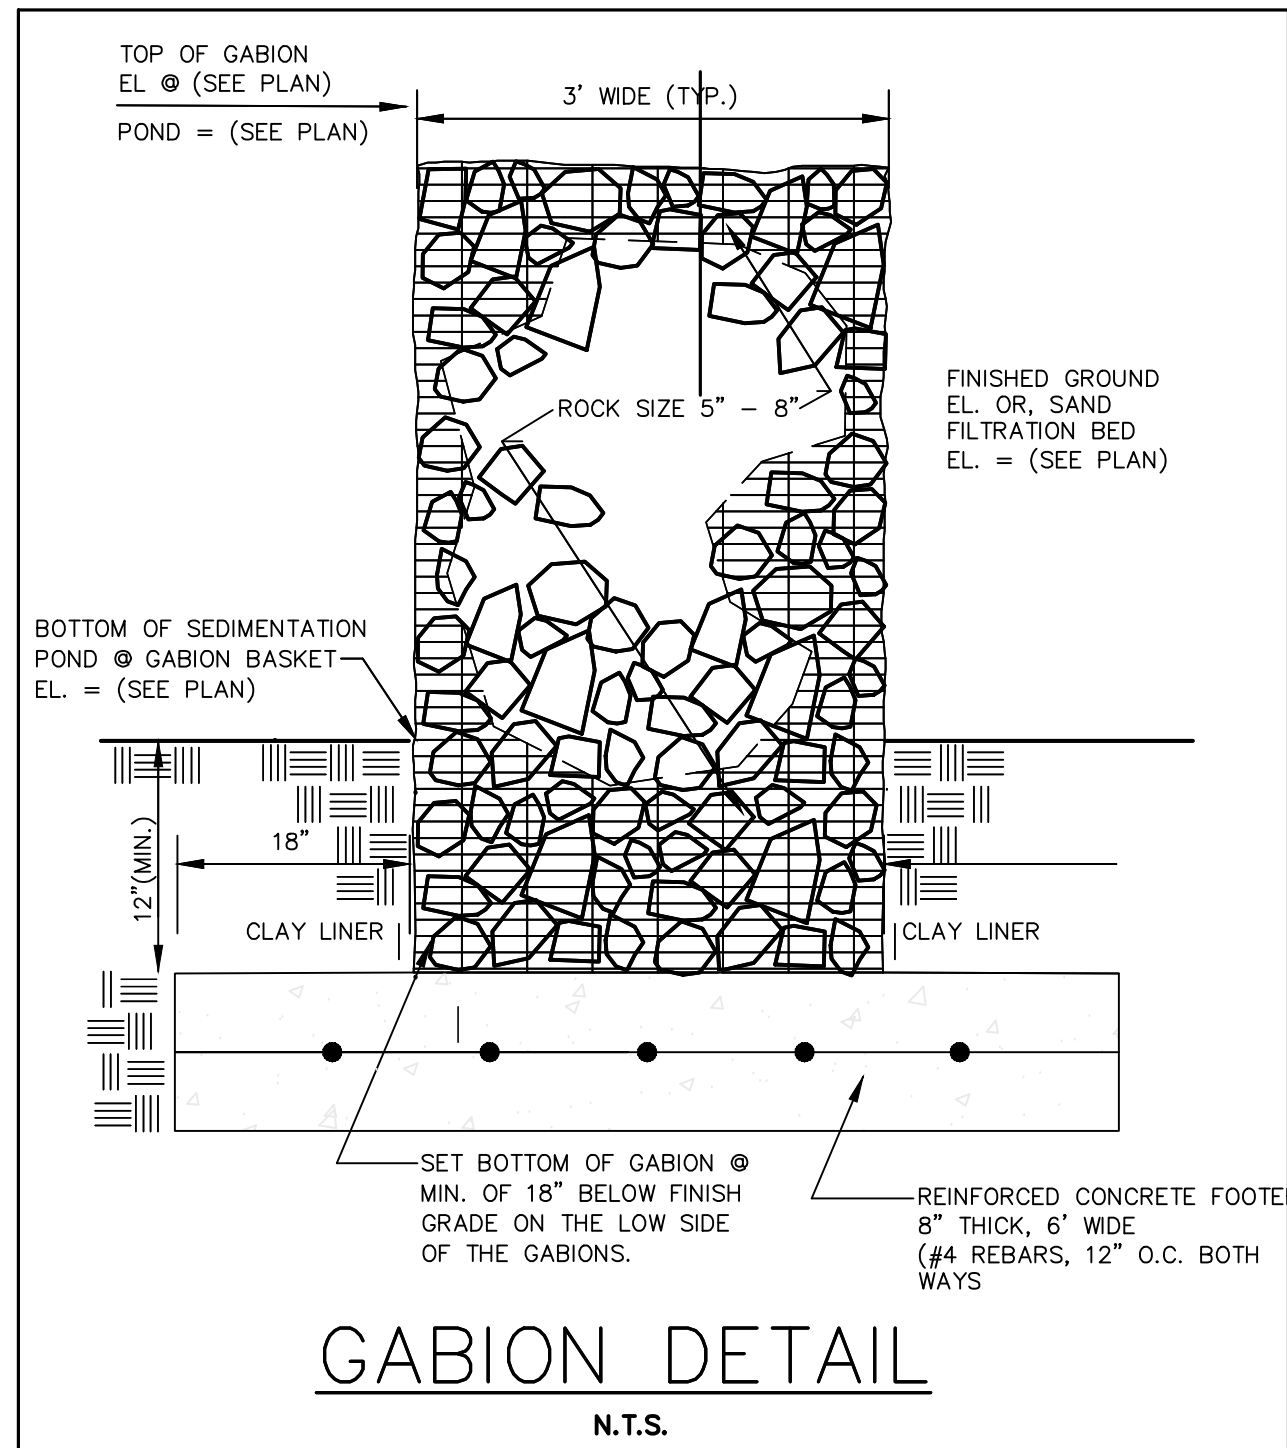 TOP OF GABION
EL @ (SEE PLAN)
POND = (SEE PLAN)
3' WIDE (TYP.)
ROCK SIZE 5" - 8"
FINISHED GROUND
EL. OR, SAND
FILTRATION BED
EL. = (SEE PLAN)
BOTTOM OF SEDIMENTATION
POND @ GABION BASKET
EL. = (SEE PLAN)
12"(MIN.)
18"
CLAY LINER
CLAY LINER
SET BOTTOM OF GABION @
MIN. OF 18" BELOW FINISH
GRADE ON THE LOW SIDE
OF THE GABIONS.
REINFORCED CONCRETE FOOTE
8" THICK, 6' WIDE
(#4 REBARS, 12" O.C. BOTH
WAYS
GABION DETAIL
N.T.S.